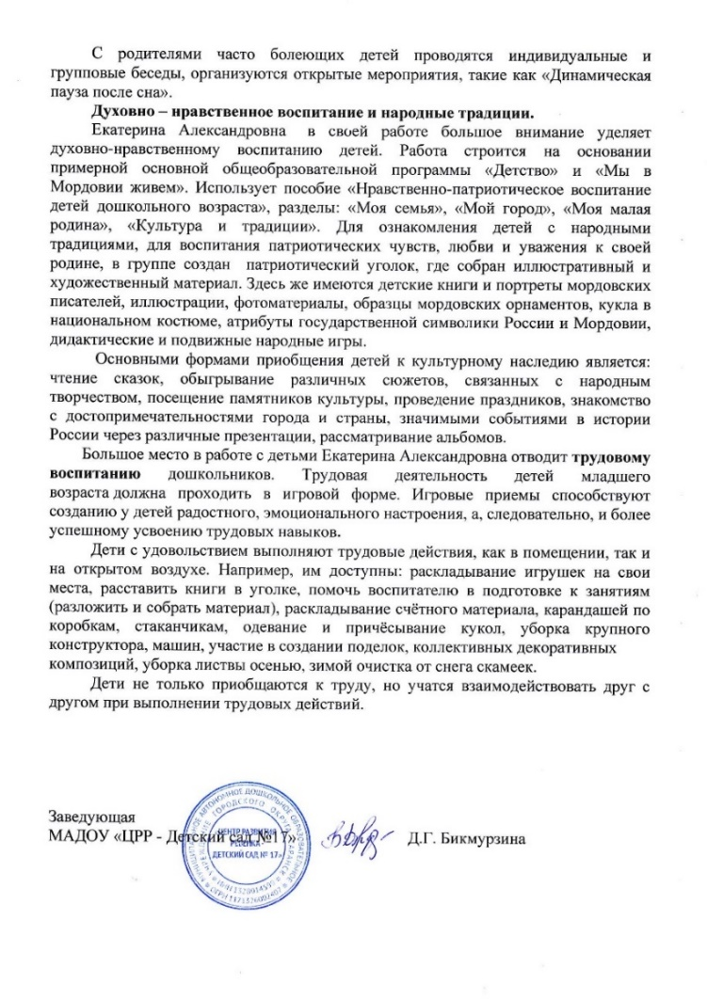 С родителями часто болеющих детей проводятся индивидуальные и
групповые беседы, организуются открытые мероприятия, такие как «Динамическая
пауза после сна».
Духовно – нравственное воспитание и народные традиции.
Екатерина Александровна в своей работе большое внимание уделяет
духовно-нравственному воспитанию детей. Работа строится на основании
примерной основной общеобразовательной программы «Детство» и «Мы в
Мордовии живем». Использует пособие «Нравственно-патриотическое воспитание
детей дошкольного возраста», разделы: «Моя семья», «Мой город», «Моя малая
родина», «Культура и традиции». Для ознакомления детей с народными
традициями, для воспитания патриотических чувств, любви и уважения к своей
родине, в группе создан патриотический уголок, где собран иллюстративный и
художественный материал. Здесь же имеются детские книги и портреты мордовских
писателей, иллюстрации, фотоматериалы, образцы мордовских орнаментов, кукла в
национальном костюме, атрибуты государственной символики России и Мордовии,
дидактические и подвижные народные игры.
Основными формами приобщения детей к культурному наследию является:
чтение сказок, обыгрывание различных сюжетов, связанных с народным
творчеством, посещение памятников культуры, проведение праздников, знакомство
с достопримечательностями города и страны, значимыми событиями в истории
России через различные презентации, рассматривание альбомов.
Большое место в работе с детьми Екатерина Александровна отводит трудовому
воспитанию дошкольников. Трудовая деятельность детей младшего
возраста должна проходить в игровой форме. Игровые приемы способствуют
созданию у детей радостного, эмоционального настроения, а, следовательно, и более
успешному усвоению трудовых навыков.
Дети с удовольствием выполняют трудовые действия, как в помещении, так и
на открытом воздухе. Например, им доступны: раскладывание игрушек на свои
места, расставить книги в уголке, помочь воспитателю в подготовке к занятиям
(разложить и собрать материал), раскладывание счётного материала, карандашей по
коробкам, стаканчикам, одевание и причёсывание кукол, уборка крупного
конструктора, машин, участие в создании поделок, коллективных декоративных
композиций, уборка листвы осенью, зимой очистка от снега скамеек.
Дети не только приобщаются к труду, но учатся взаимодействовать друг с
другом при выполнении трудовых действий.
Заведующая
МАДОУ «ЦРР - Детский сад №17» Д.Г. Бикмурзина
ЦЕНТР РАЗВИТИЯ
РЕБЕНКА -
ДЕТСКИЙ САД № 17»